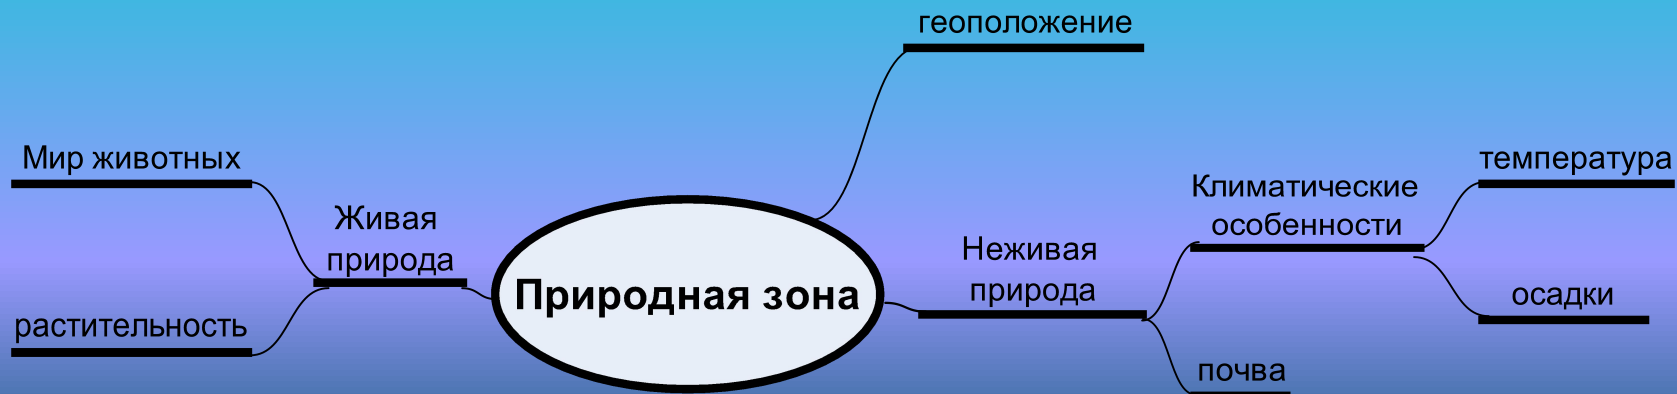 геоположение
Мир животных
температура
Климатические
особенности
Живая
природа
Неживая
природа
Природная зона
осадки
растительность
почва